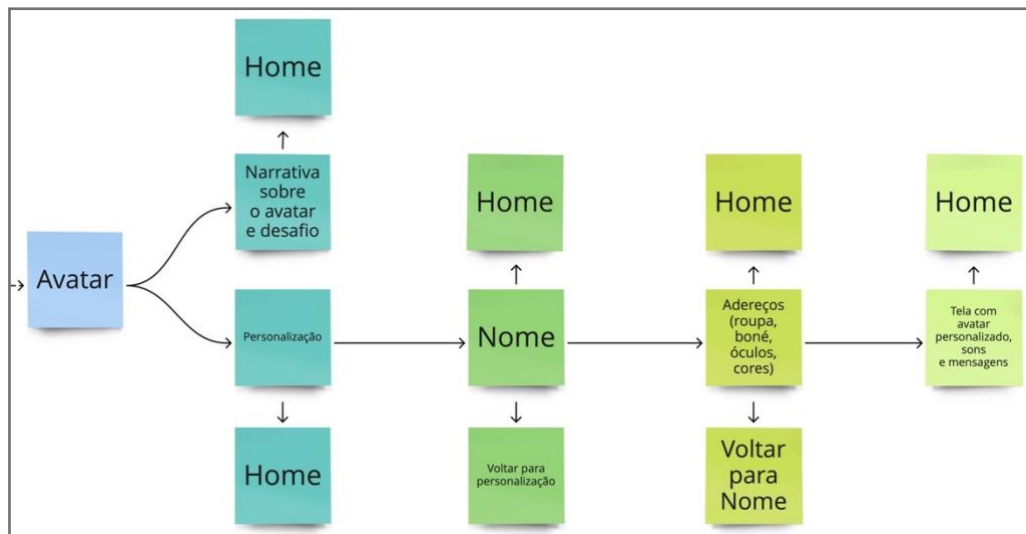 Home
Narrativa
sobre
o avatar
e desafio
Home
Home
Home
Avatar
Personalização
Nome
Adereços
(roupa,
boné,
óculos,
cores)
Tela com
avatar
personalizado,
sons
e mensagens
Home
Voltar para
personalização
Voltar
para
Nome